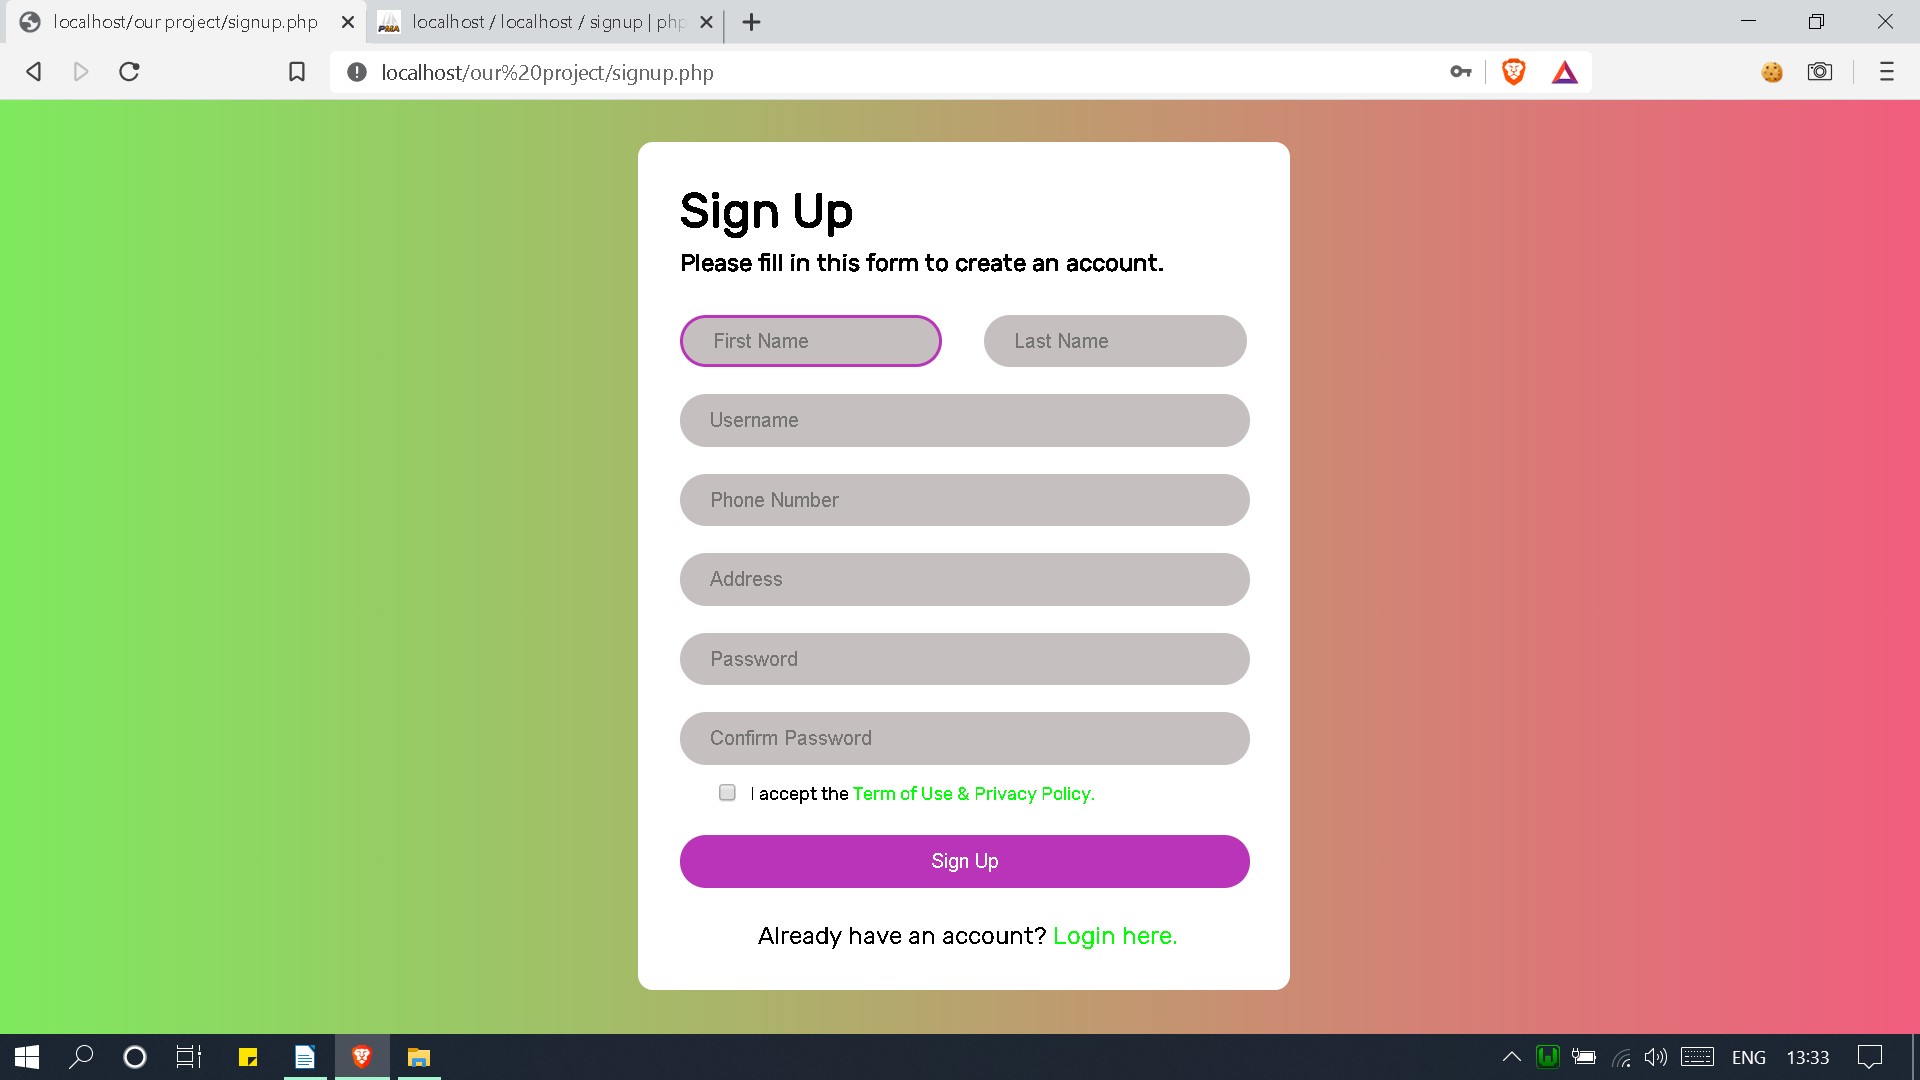 localhost/our project/signup.php
localhost / localhost / signup | php
localhost/our%20project/signup.php
Sign Up
Please fill in this form to create an account.
First Name
Last Name
Username
Phone Number
Address
Password
Confirm Password
I accept the Term of Use & Privacy Policy.
Sign Up
Already have an account? Login here.
ENG
13:33